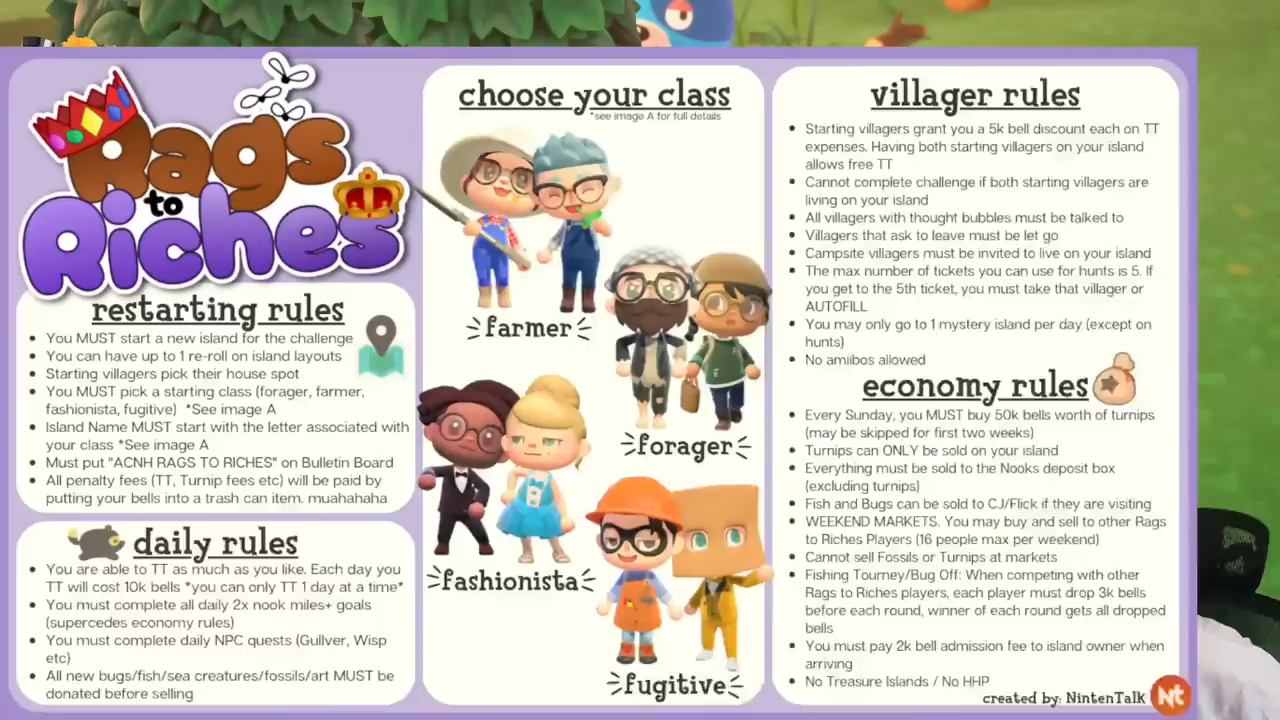 Rags
to
Riches
restarting rules
• You MUST start a new island for the challenge
• You can have up to 1 re-roll on island layouts
• Starting villagers pick their house spot
• You MUST pick a starting class (forager, farmer,
fashionista, fugitive) *See image A
• Island Name MUST start with the letter associated with
your class *See image A
• Must put "ACNH RAGS TO RICHES" on Bulletin Board
• All penalty fees (TT, Turnip fees etc) will be paid by
putting your bells into a trash can item. muahahaha
daily rules
• You are able to TT as much as you like. Each day you
TT will cost 10k bells *you can only TT 1 day at a time*
• You must complete all daily 2x nook miles+ goals
(supercedes economy rules)
• You must complete daily NPC quests (Gullver, Wisp
etc)
• All new bugs/fish/sea creatures/fossils/art MUST be
donated before selling
choose your class
*see image A for full details
farmer
forager
fashionista
fugitive
villager rules
• Starting villagers grant you a 5k bell discount each on TT
expenses. Having both starting villagers on your island
allows free TT
• Cannot complete challenge if both starting villagers are
living on your island
• All villagers with thought bubbles must be talked to
• Villagers that ask to leave must be let go
• Campsite villagers must be invited to live on your island
• The max number of tickets you can use for hunts is 5. If
you get to the 5th ticket, you must take that villager or
AUTOFILL
• You may only go to 1 mystery island per day (except on
hunts)
• No amiibos allowed
economy rules
• Every Sunday, you MUST buy 50k bells worth of turnips
(may be skipped for first two weeks)
• Turnips can ONLY be sold on your island
• Everything must be sold to the Nooks deposit box
(excluding turnips)
• Fish and Bugs can be sold to CJ/Flick if they are visiting
• WEEKEND MARKETS. You may buy and sell to other Rags
to Riches Players (16 people max per weekend)
• Cannot sell Fossils or Turnips at markets
• Fishing Tourney/Bug Off: When competing with other
Rags to Riches players, each player must drop 3k bells
before each round, winner of each round gets all dropped
bells
• You must pay 2k bell admission fee to island owner when
arriving
• No Treasure Islands / No HHP
created by: NintenTalk
Nt